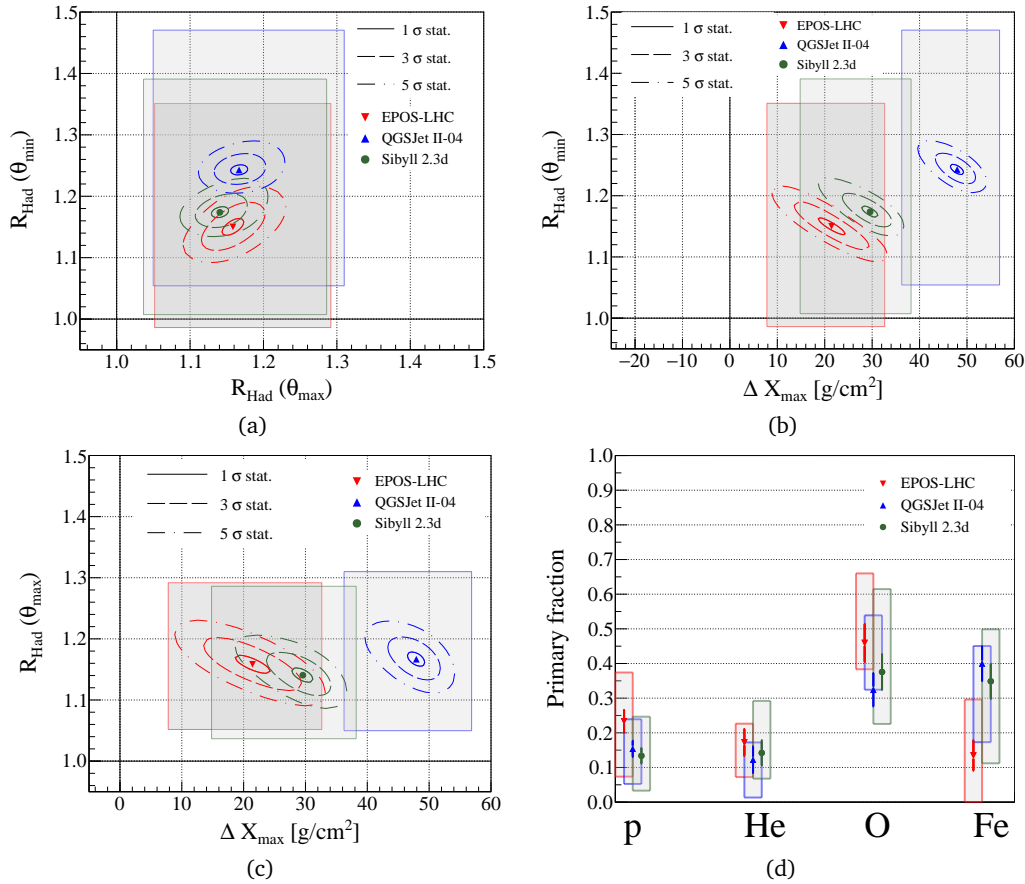 1.5
1.4
1.3
1.2
1.1
1.0
R_Had (θ_min)
1.0 1.1 1.2 1.3 1.4 1.5
R_Had (θ_max)
1 σ stat.
3 σ stat.
5 σ stat.
EPOS-LHC
QGSJet II-04
Sibyll 2.3d
(a)
1.5
1.4
1.3
1.2
1.1
1.0
R_Had (θ_min)
−20 −10 0 10 20 30 40 50 60
Δ X_max [g/cm²]
1 σ stat.
3 σ stat.
5 σ stat.
EPOS-LHC
QGSJet II-04
Sibyll 2.3d
(b)
1.5
1.4
1.3
1.2
1.1
1.0
R_Had (θ_max)
0 10 20 30 40 50 60
Δ X_max [g/cm²]
1 σ stat.
3 σ stat.
5 σ stat.
EPOS-LHC
QGSJet II-04
Sibyll 2.3d
(c)
1.0
0.9
0.8
0.7
0.6
0.5
0.4
0.3
0.2
0.1
0.0
Primary fraction
EPOS-LHC
QGSJet II-04
Sibyll 2.3d
p He O Fe
(d)